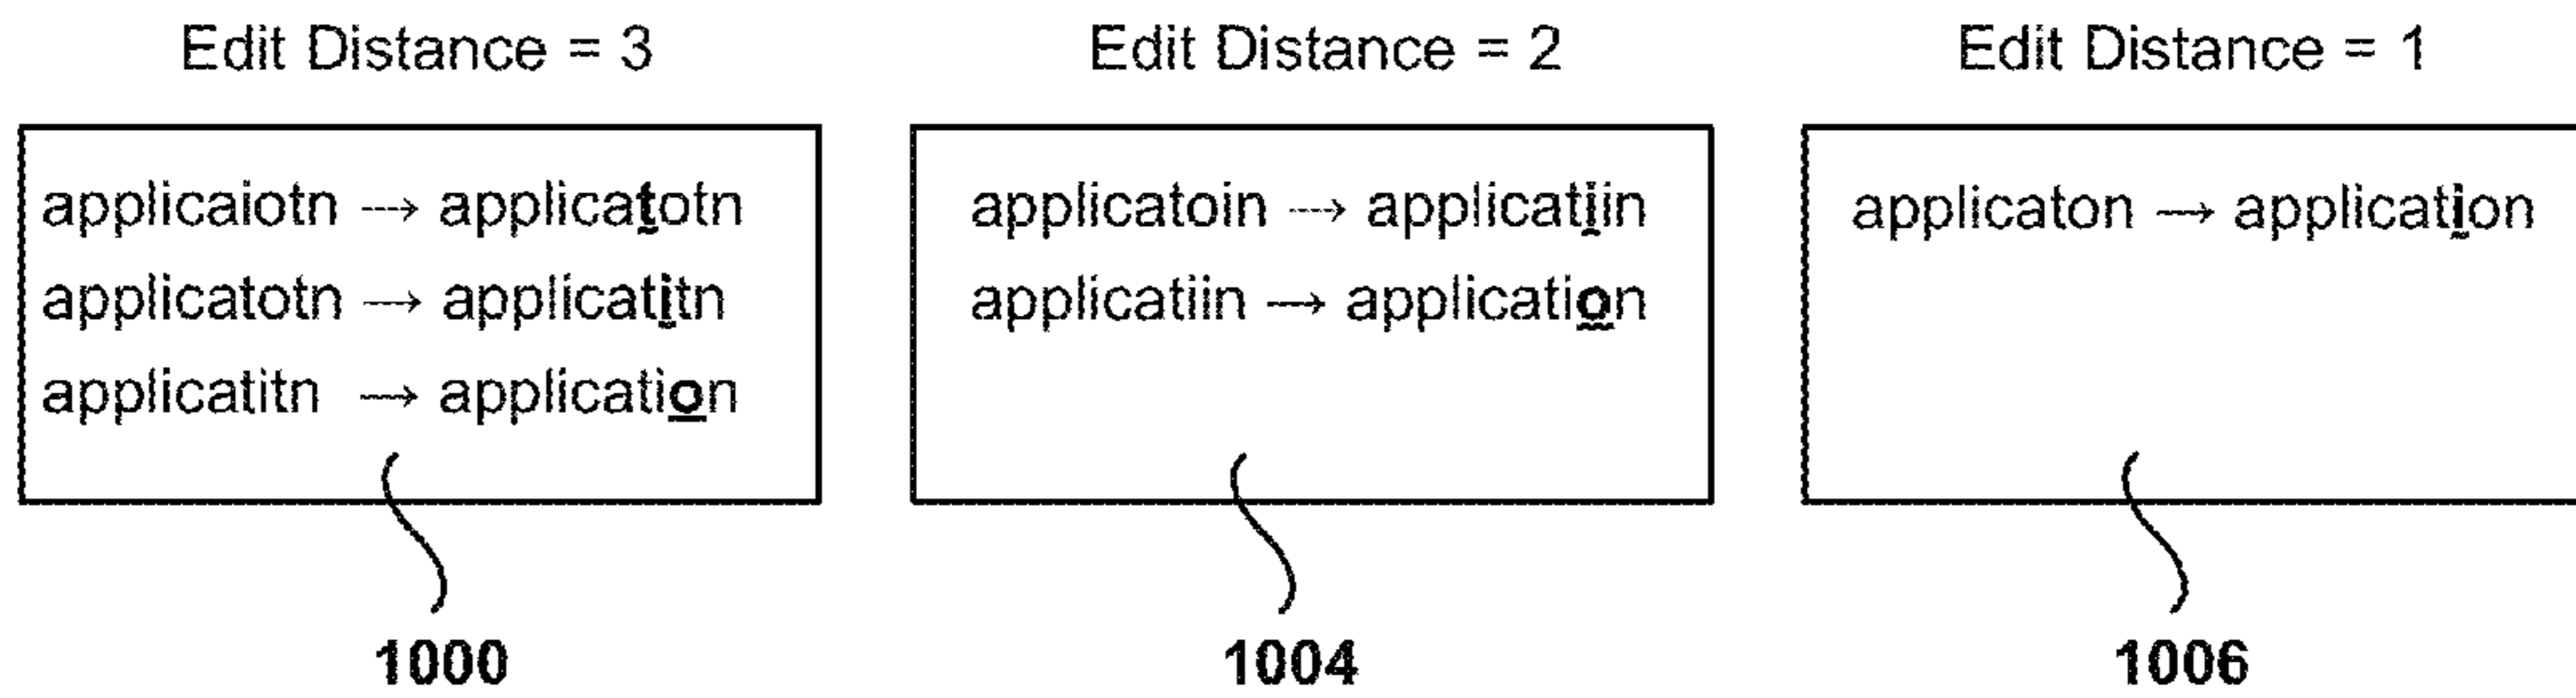 Edit Distance = 3
applicaiotn → applicatotn
applicatotn → applicatitn
applicatitn → application
1000
Edit Distance = 2
applicatoin → applicatiin
applicatiin → application
1004
Edit Distance = 1
applicaton → application
1006